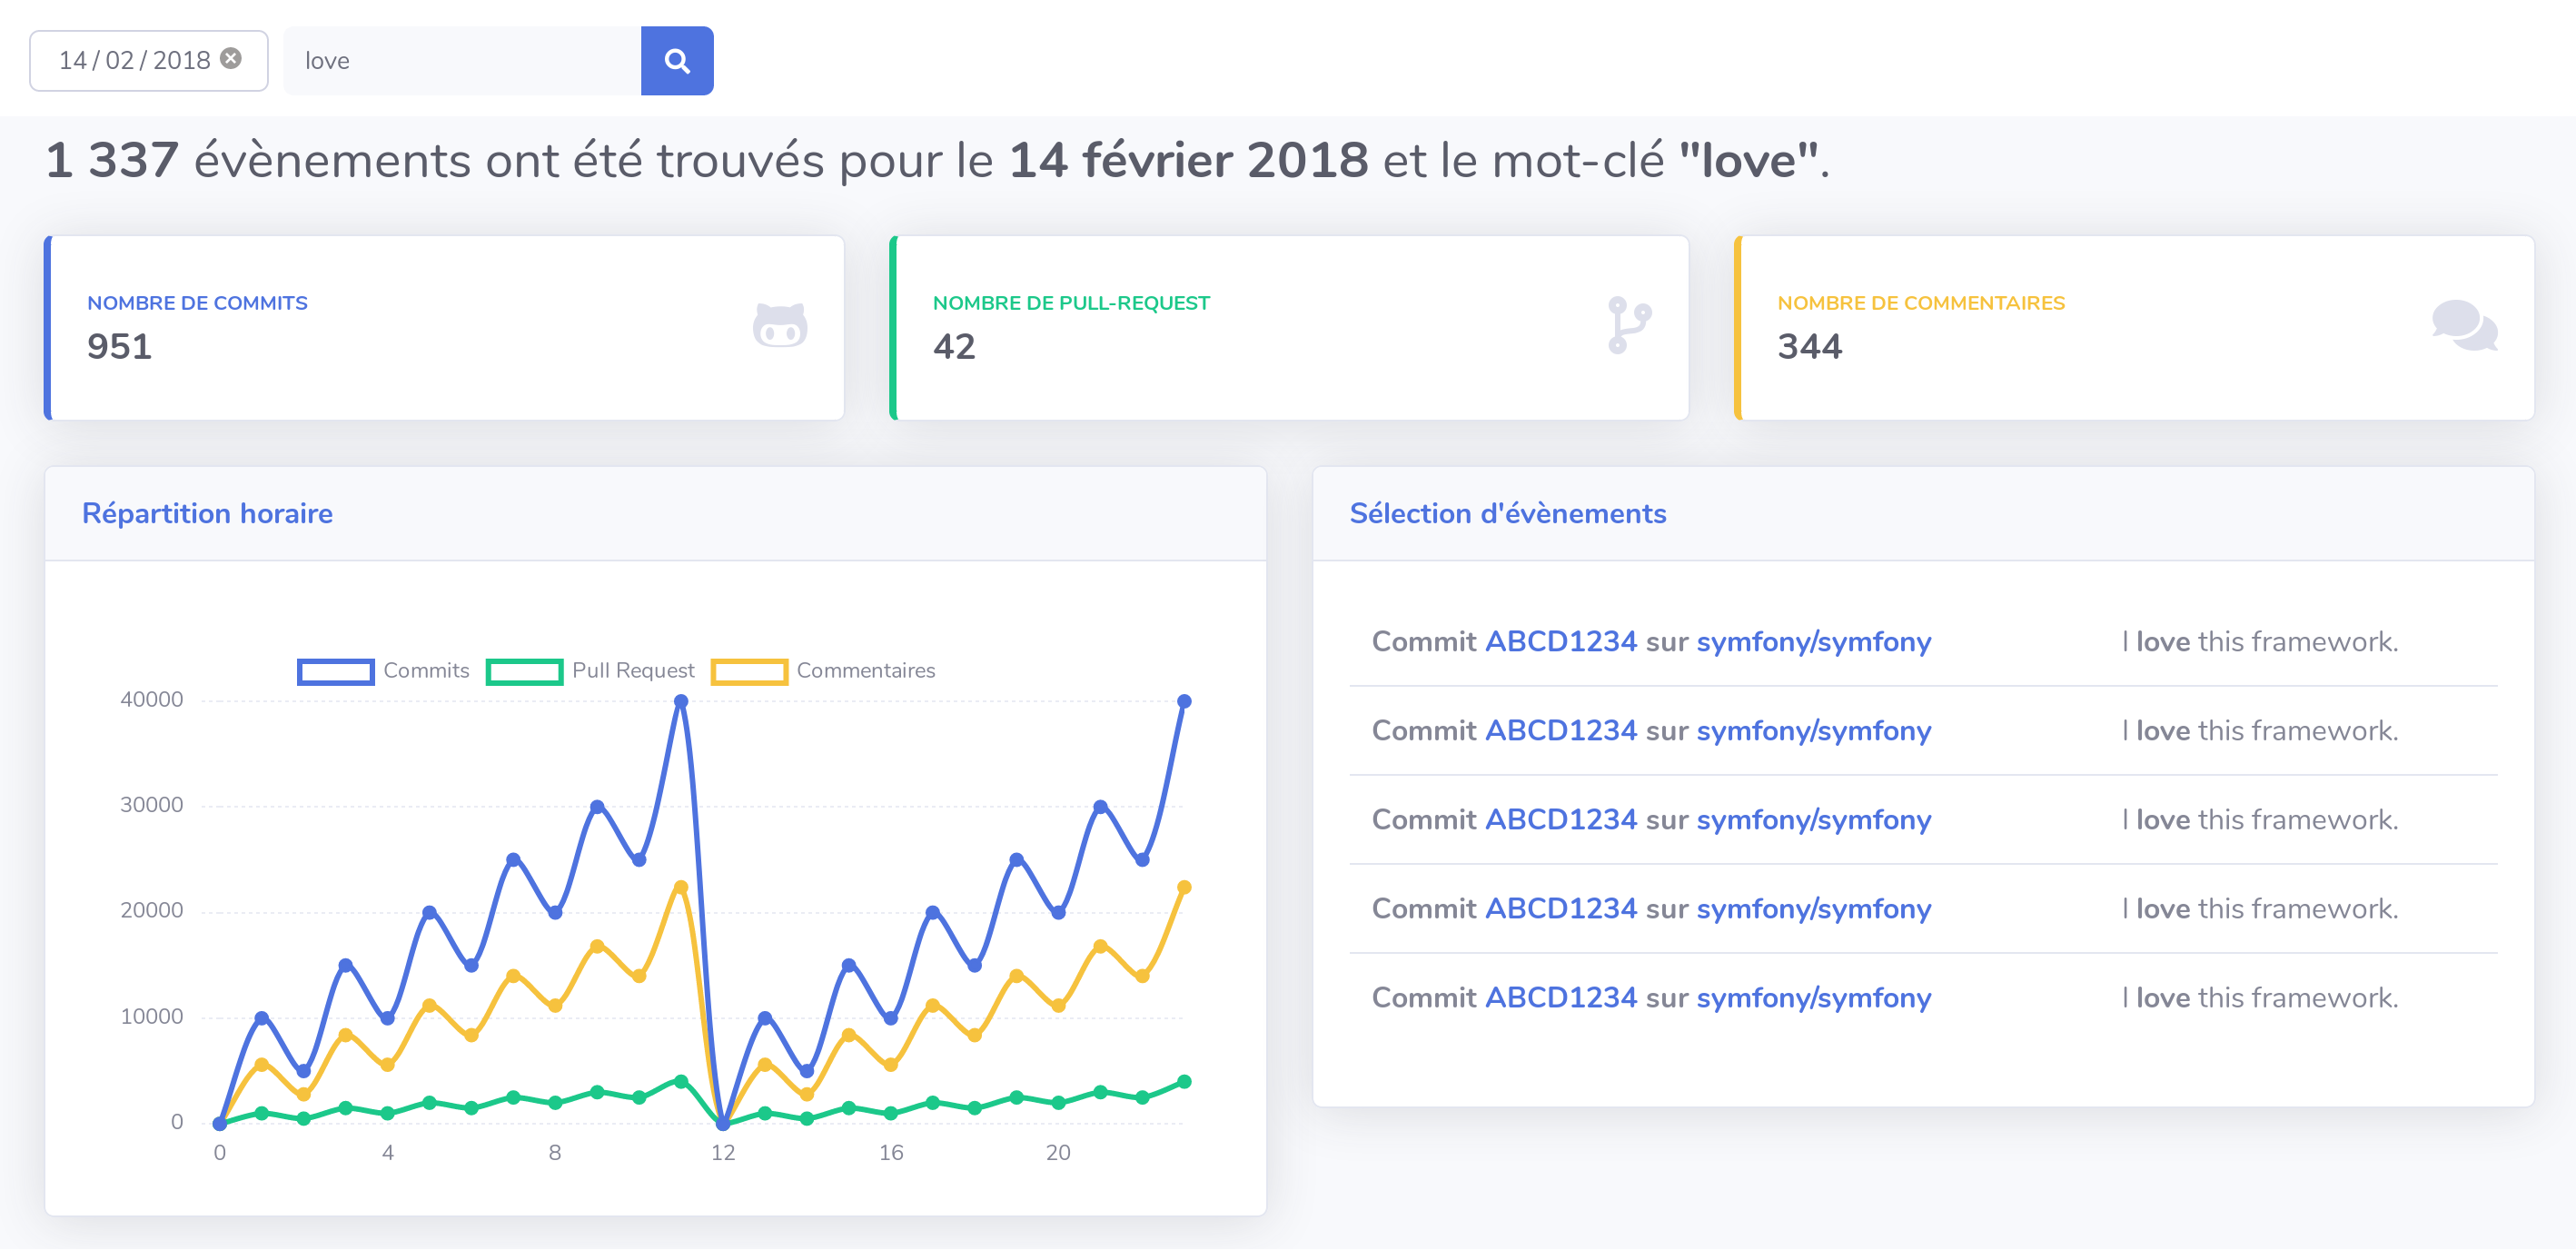 14 / 02 / 2018
love
1 337 évènements ont été trouvés pour le 14 février 2018 et le mot-clé "love".
NOMBRE DE COMMITS
951
NOMBRE DE PULL-REQUEST
42
NOMBRE DE COMMENTAIRES
344
Répartition horaire
Commits Pull Request Commentaires
40000
30000
20000
10000
0
0 4 8 12 16 20
Sélection d'évènements
Commit ABCD1234 sur symfony/symfony I love this framework.
Commit ABCD1234 sur symfony/symfony I love this framework.
Commit ABCD1234 sur symfony/symfony I love this framework.
Commit ABCD1234 sur symfony/symfony I love this framework.
Commit ABCD1234 sur symfony/symfony I love this framework.